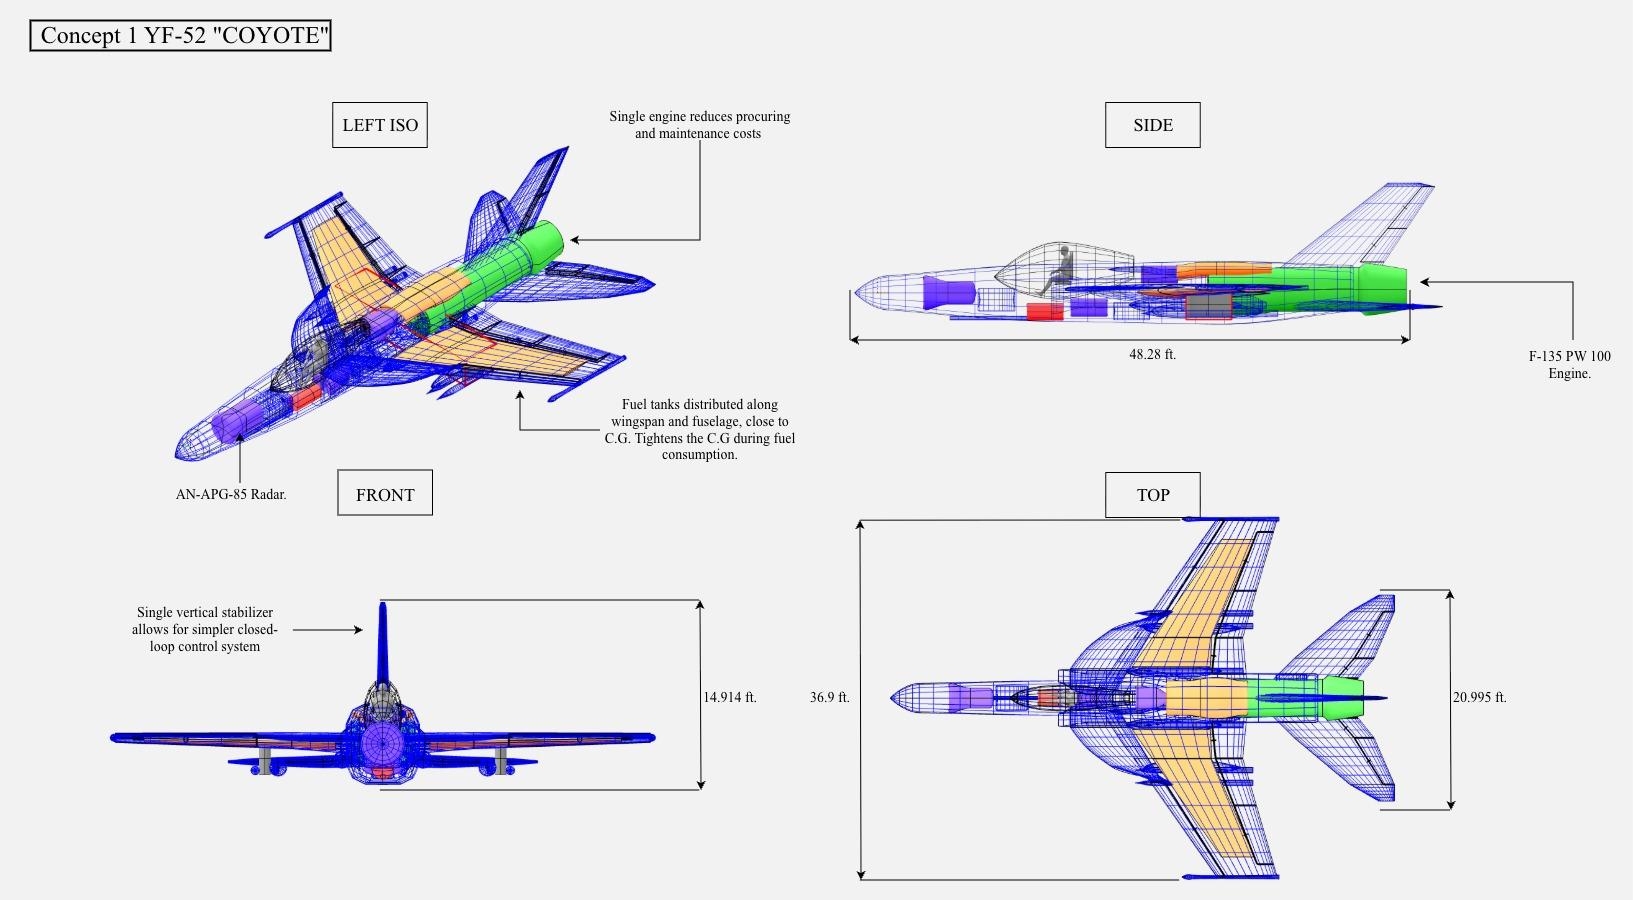 Concept 1 YF-52 "COYOTE"
LEFT ISO
Single engine reduces procuring
and maintenance costs
Fuel tanks distributed along
wingspan and fuselage, close to
C.G. Tightens the C.G during fuel
consumption.
AN-APG-85 Radar.
SIDE
48.28 ft.
F-135 PW 100
Engine.
FRONT
Single vertical stabilizer
allows for simpler closed-
loop control system
14.914 ft.
TOP
36.9 ft.
20.995 ft.